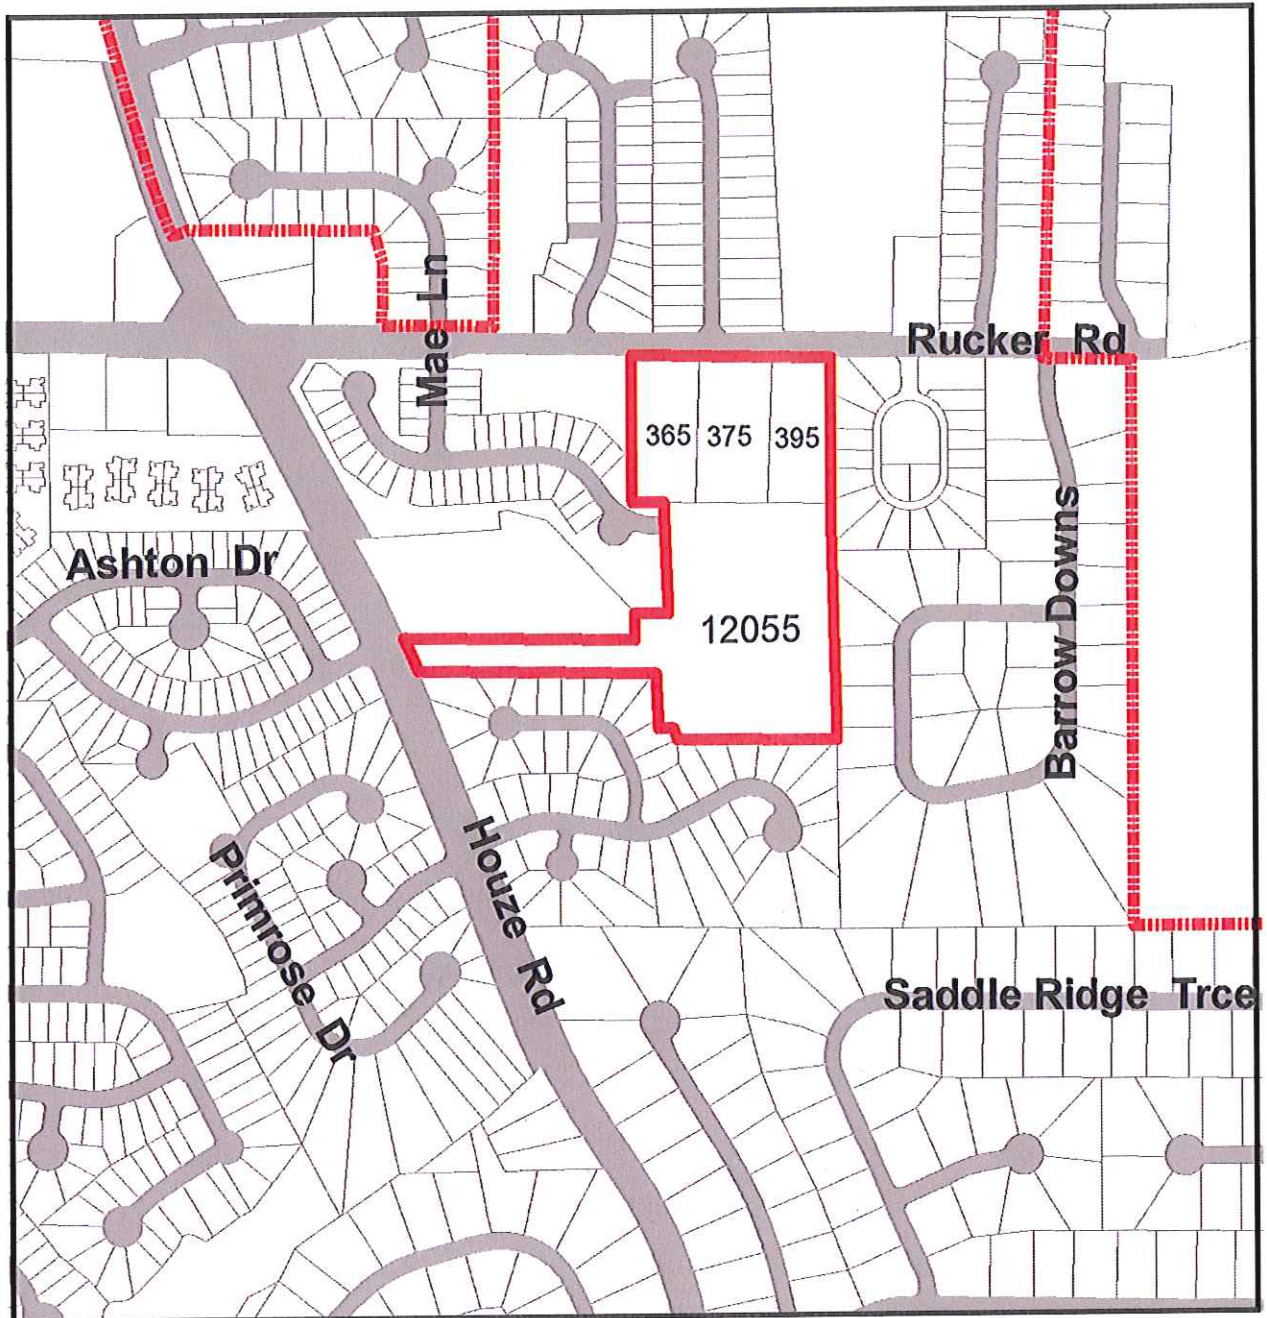 Rucker Rd
Mae Ln
365 375 395
Ashton Dr
12055
Barrow Downs
Houze Rd
Primrose Dr
Saddle Ridge Trce